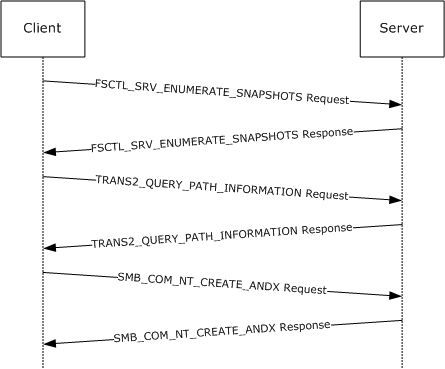 Client
Server
FSCTL_SRV_ENUMERATE_SNAPSHOTS Request
FSCTL_SRV_ENUMERATE_SNAPSHOTS Response
TRANS2_QUERY_PATH_INFORMATION Request
TRANS2_QUERY_PATH_INFORMATION Response
SMB_COM_NT_CREATE_ANDX Request
SMB_COM_NT_CREATE_ANDX Response